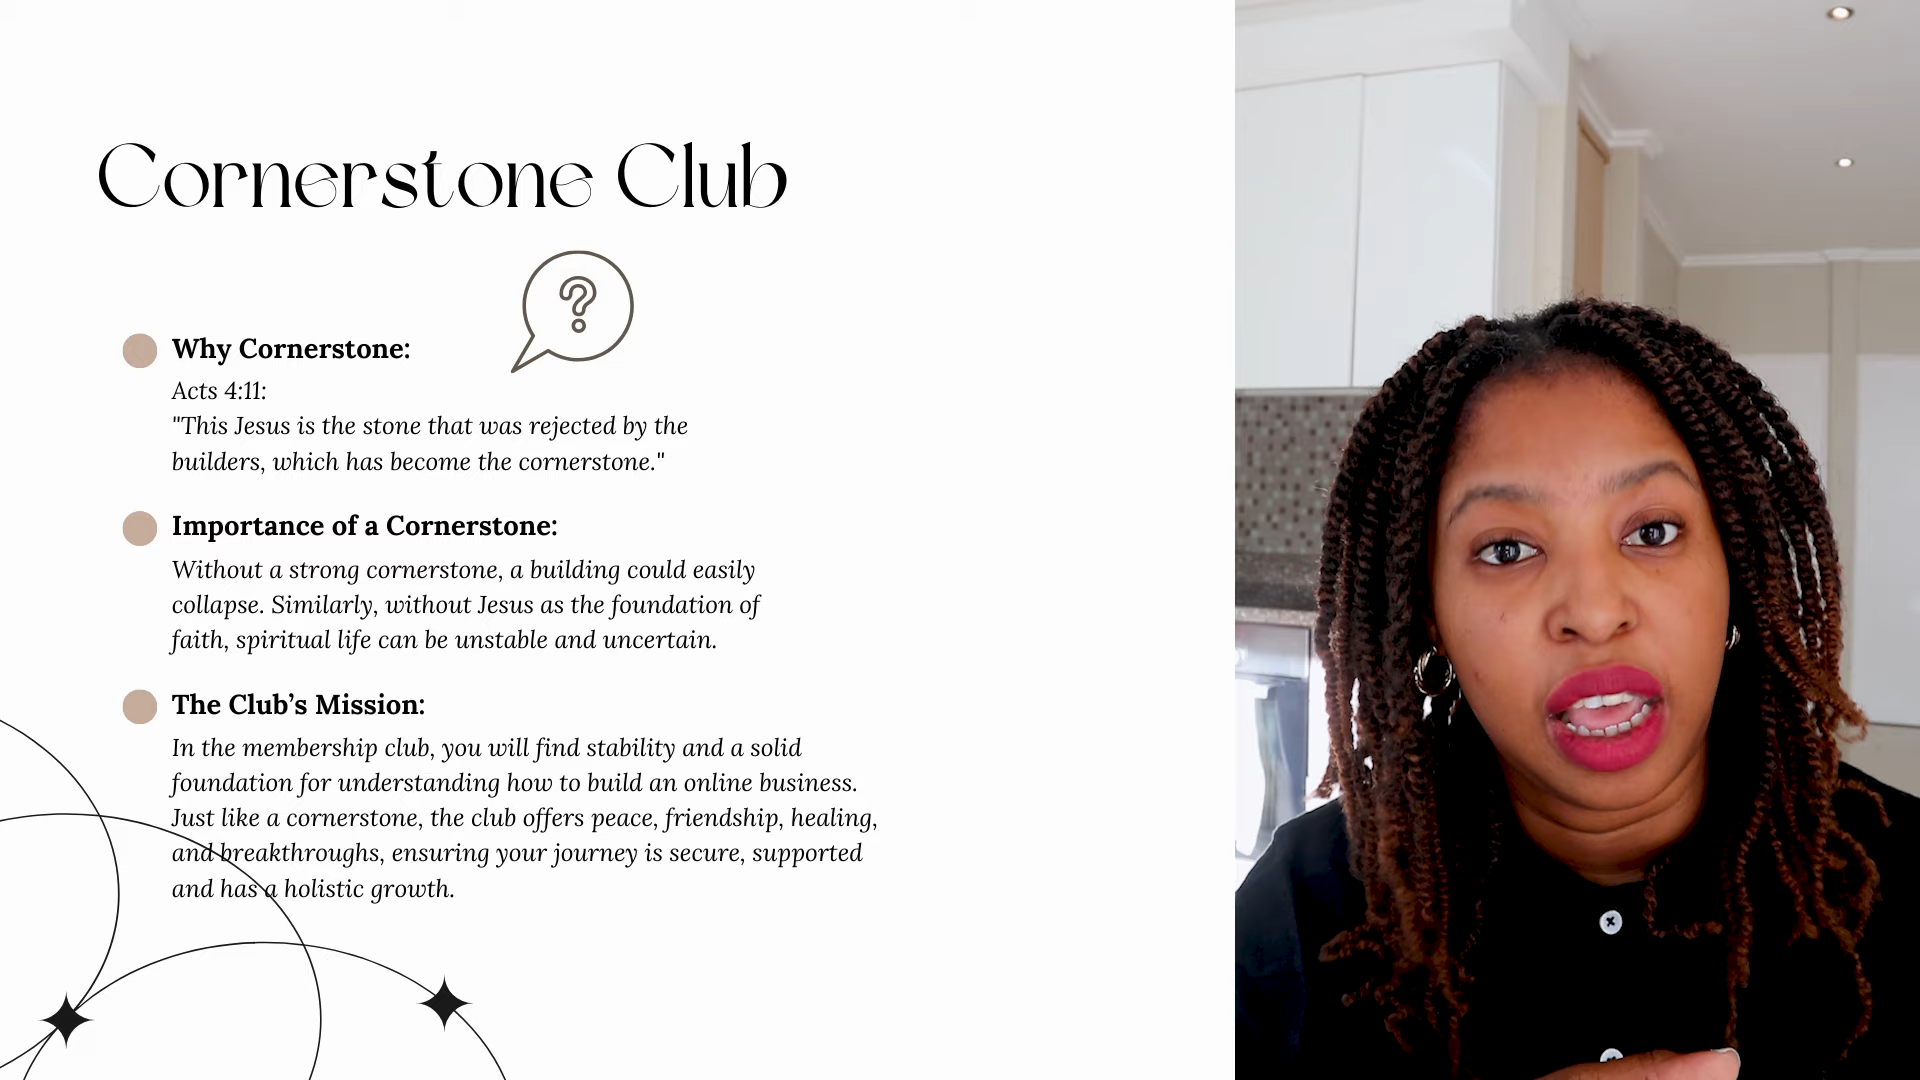 Cornerstone Club
?
Why Cornerstone:
Acts 4:11:
"This Jesus is the stone that was rejected by the
builders, which has become the cornerstone."
Importance of a Cornerstone:
Without a strong cornerstone, a building could easily
collapse. Similarly, without Jesus as the foundation of
faith, spiritual life can be unstable and uncertain.
The Club’s Mission:
In the membership club, you will find stability and a solid
foundation for understanding how to build an online business.
Just like a cornerstone, the club offers peace, friendship, healing,
and breakthroughs, ensuring your journey is secure, supported
and has a holistic growth.